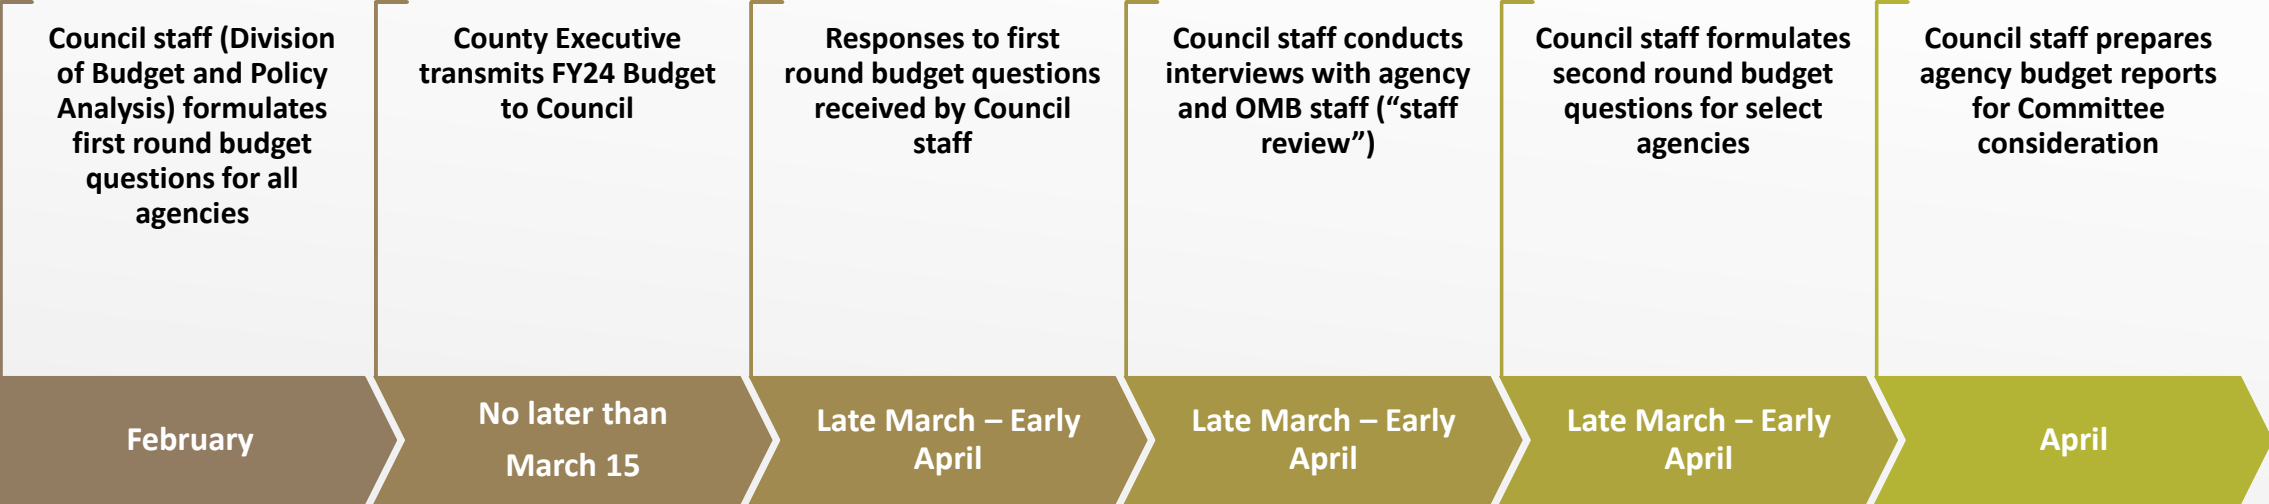 Council staff (Division
of Budget and Policy
Analysis) formulates
first round budget
questions for all
agencies
February
County Executive
transmits FY24 Budget
to Council
No later than
March 15
Responses to first
round budget questions
received by Council
staff
Late March – Early
April
Council staff conducts
interviews with agency
and OMB staff (“staff
review”)
Late March – Early
April
Council staff formulates
second round budget
questions for select
agencies
Late March – Early
April
Council staff prepares
agency budget reports
for Committee
consideration
April